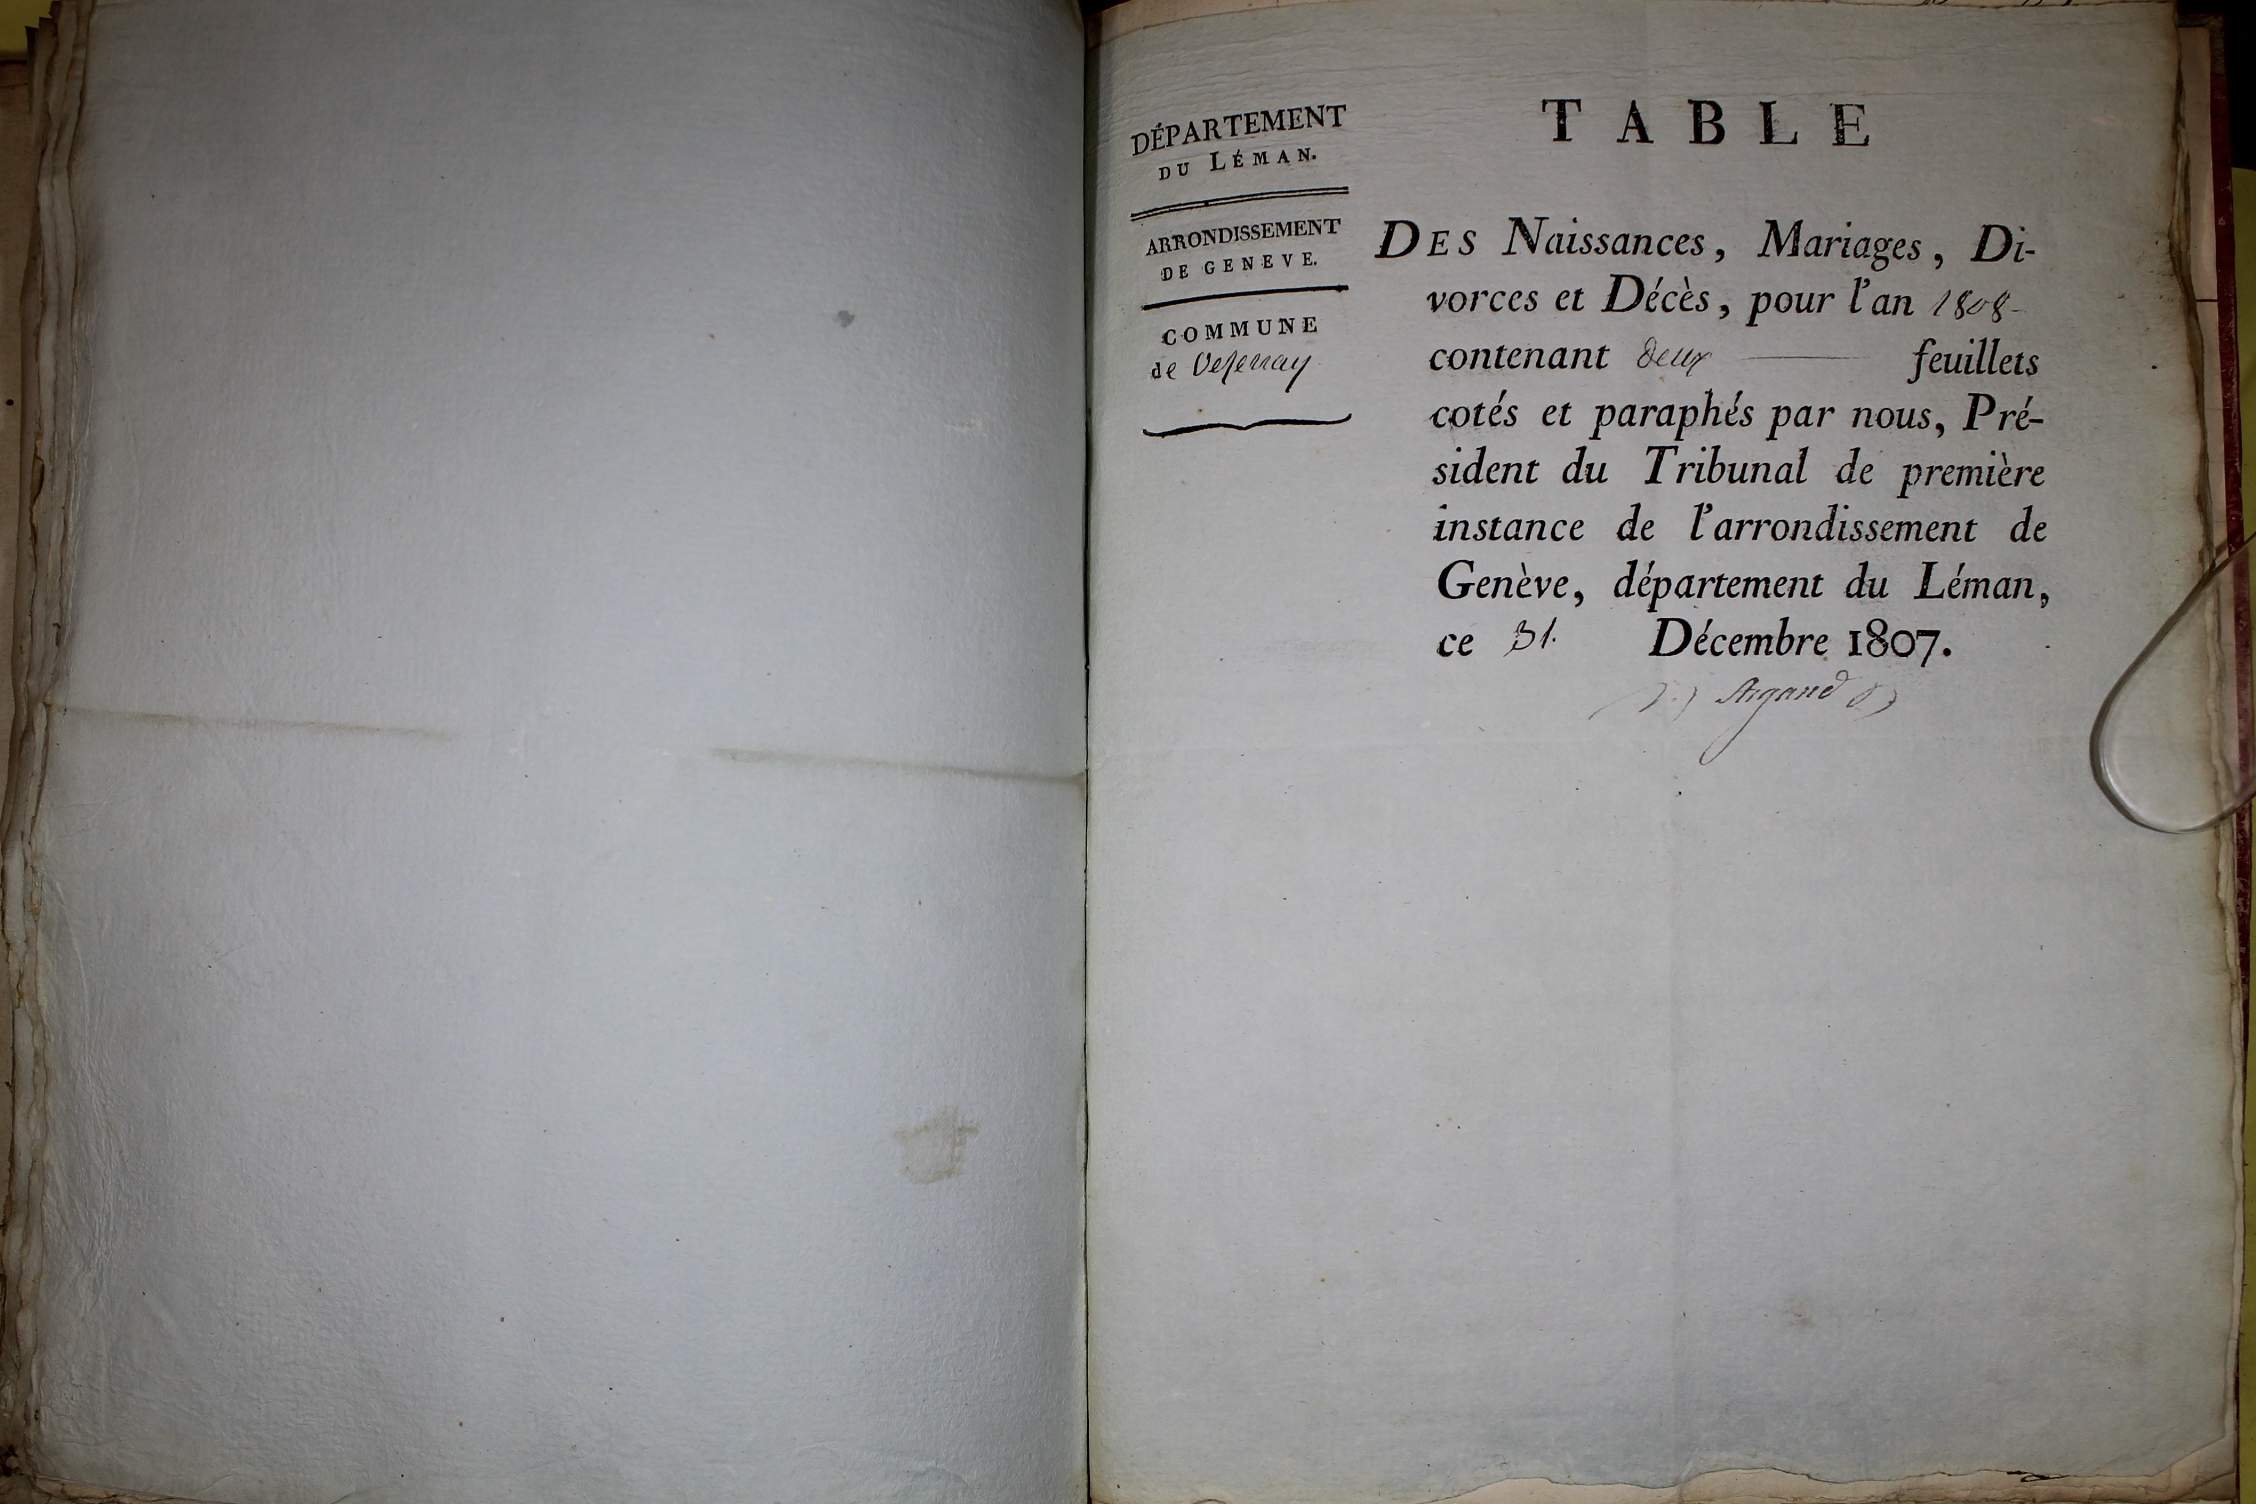 DÉPARTEMENT
DU LÉMAN.
ARRONDISSEMENT
DE GENEVE.
COMMUNE
de Vesenay
TABLE
DES Naissances, Mariages, Di-
vorces et Décès, pour l'an 1808
contenant deux feuillets
cotés et paraphés par nous, Pré-
sident du Tribunal de première
instance de l'arrondissement de
Genève, département du Léman,
ce 31. Décembre 1807.
Argand